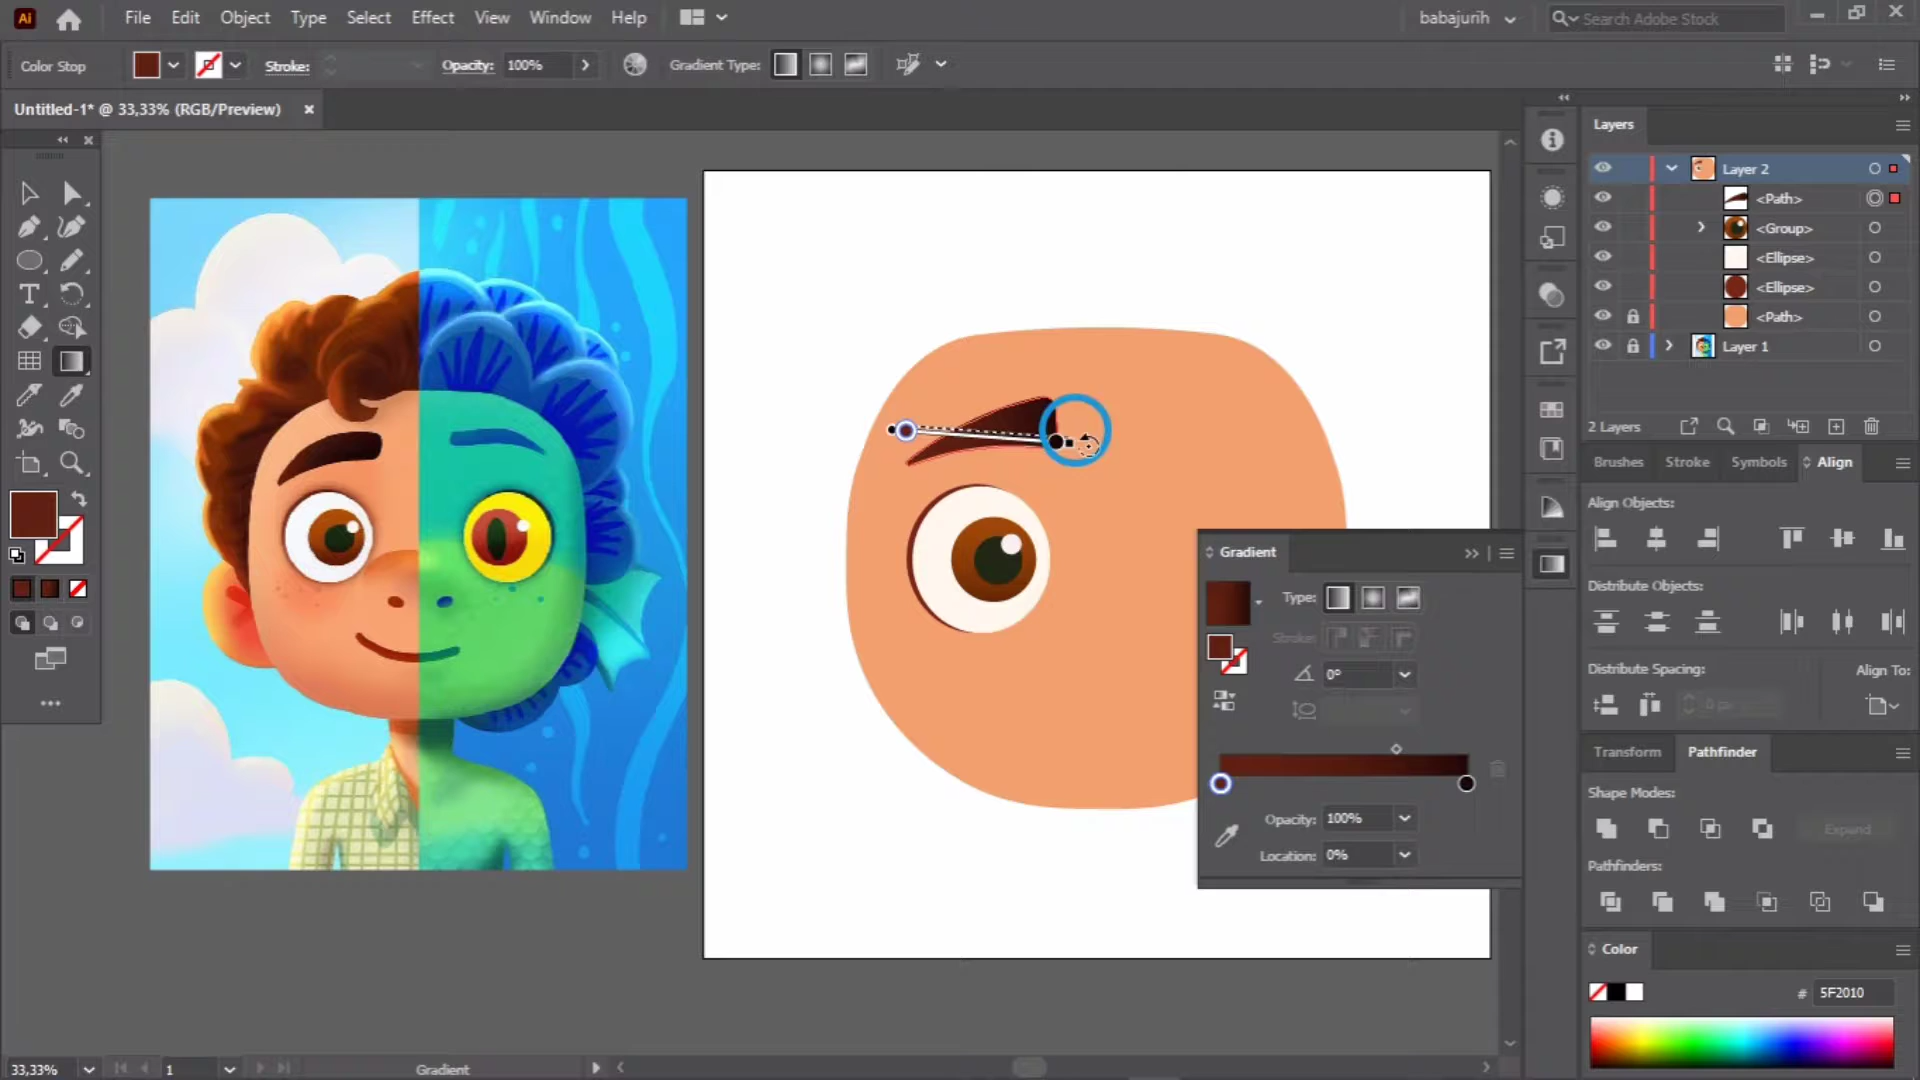 Ai File Edit Object Type Select Effect View Window Help babajurih Search Adobe Stock
Color Stop Stroke: Opacity: 100% Gradient Type:
Untitled-1* @ 33,33% (RGB/Preview)
Layers
Layer 2
<Path>
<Group>
<Ellipse>
<Ellipse>
<Path>
Layer 1
2 Layers
Brushes Stroke Symbols Align
Align Objects:
Distribute Objects:
Distribute Spacing: Align To:
0 px
Transform Pathfinder
Shape Modes:
Expand
Pathfinders:
Color
# 5F2010
Gradient
Type:
Stroke:
0°
Opacity: 100%
Location: 0%
33,33% 1 Gradient